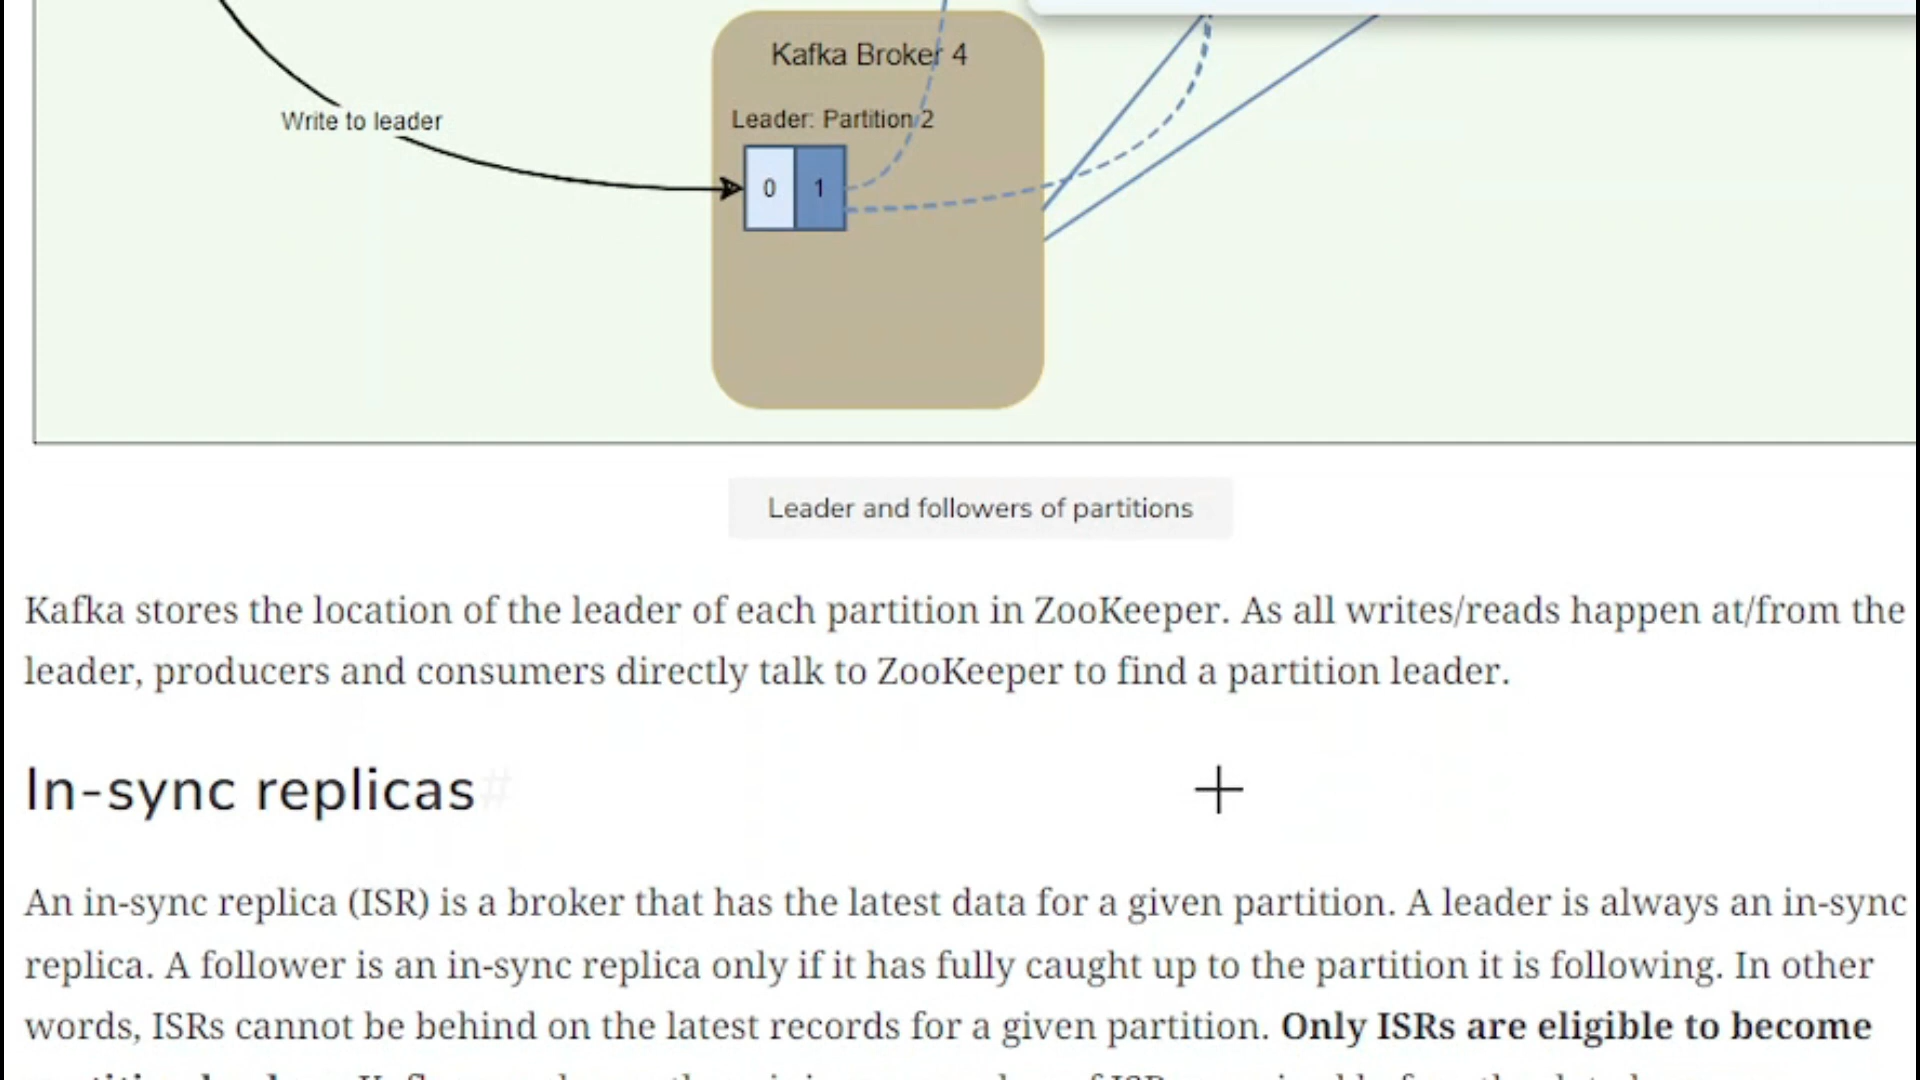 Kafka Broker 4
Leader: Partition 2
Write to leader
0 1
Leader and followers of partitions
Kafka stores the location of the leader of each partition in ZooKeeper. As all writes/reads happen at/from the
leader, producers and consumers directly talk to ZooKeeper to find a partition leader.
In-sync replicas#
An in-sync replica (ISR) is a broker that has the latest data for a given partition. A leader is always an in-sync
replica. A follower is an in-sync replica only if it has fully caught up to the partition it is following. In other
words, ISRs cannot be behind on the latest records for a given partition. Only ISRs are eligible to become